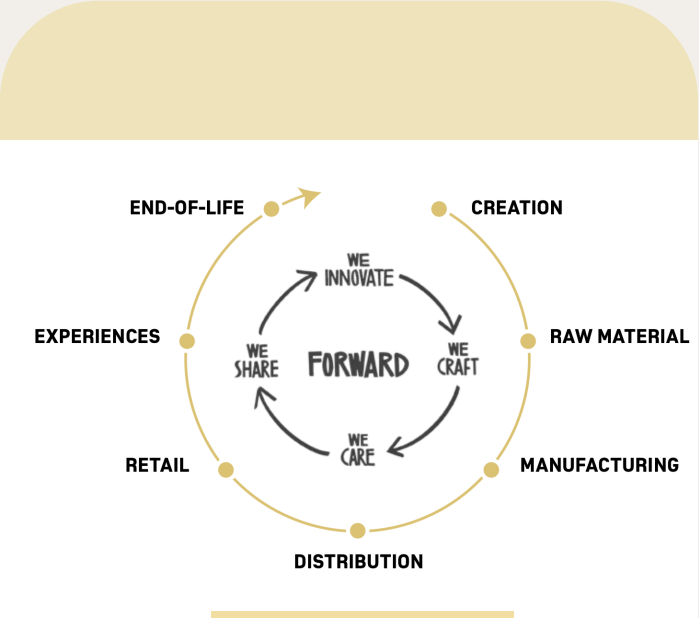 END-OF-LIFE
CREATION
WE
INNOVATE
EXPERIENCES
RAW MATERIAL
WE
SHARE
FORWARD
WE
CRAFT
WE
CARE
RETAIL
MANUFACTURING
DISTRIBUTION